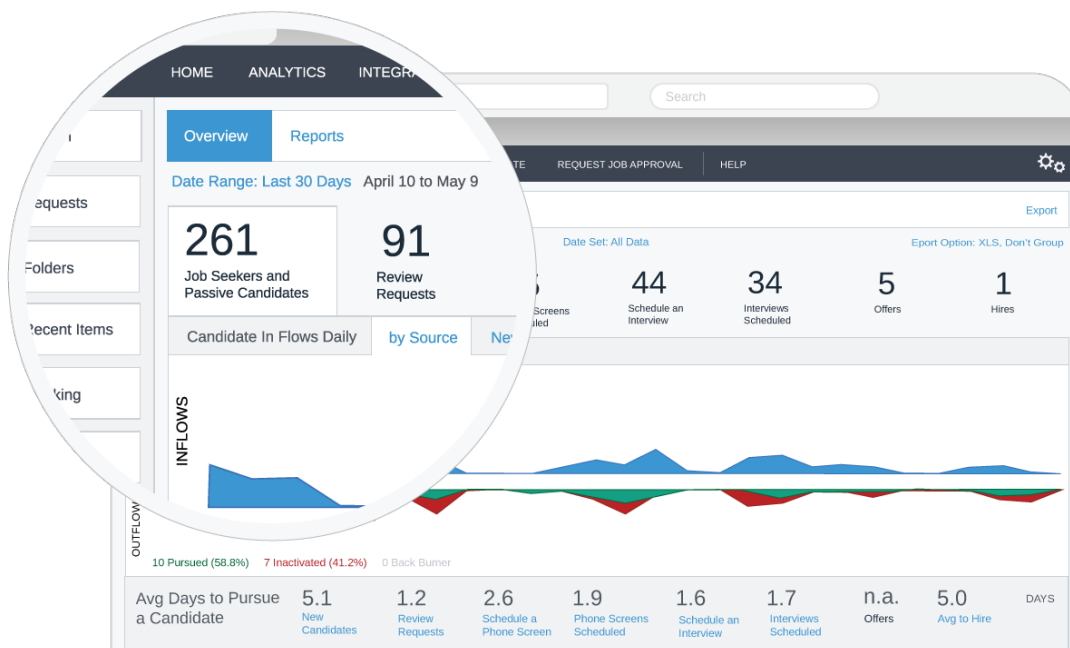 HOME ANALYTICS
Search
REQUEST JOB APPROVAL HELP
Overview Reports
Export
Date Range: Last 30 Days April 10 to May 9
Date Set: All Data Eport Option: XLS, Don't Group
261 91 44 34 5 1
Job Seekers and
Passive Candidates
Review
Requests
Screens
Schedule an
Interview
Interviews
Scheduled
Offers
Hires
Folders
Recent Items
Candidate In Flows Daily by Source
INFLOWS
OUTFLOW
10 Pursued (58.8%) 7 Inactivated (41.2%) 0 Back Burner
Avg Days to Pursue
a Candidate
5.1 1.2 2.6 1.9 1.6 1.7 n.a. 5.0 DAYS
New
Candidates
Review
Requests
Schedule a
Phone Screen
Phone Screens
Scheduled
Schedule an
Interview
Interviews
Scheduled
Offers
Avg to Hire